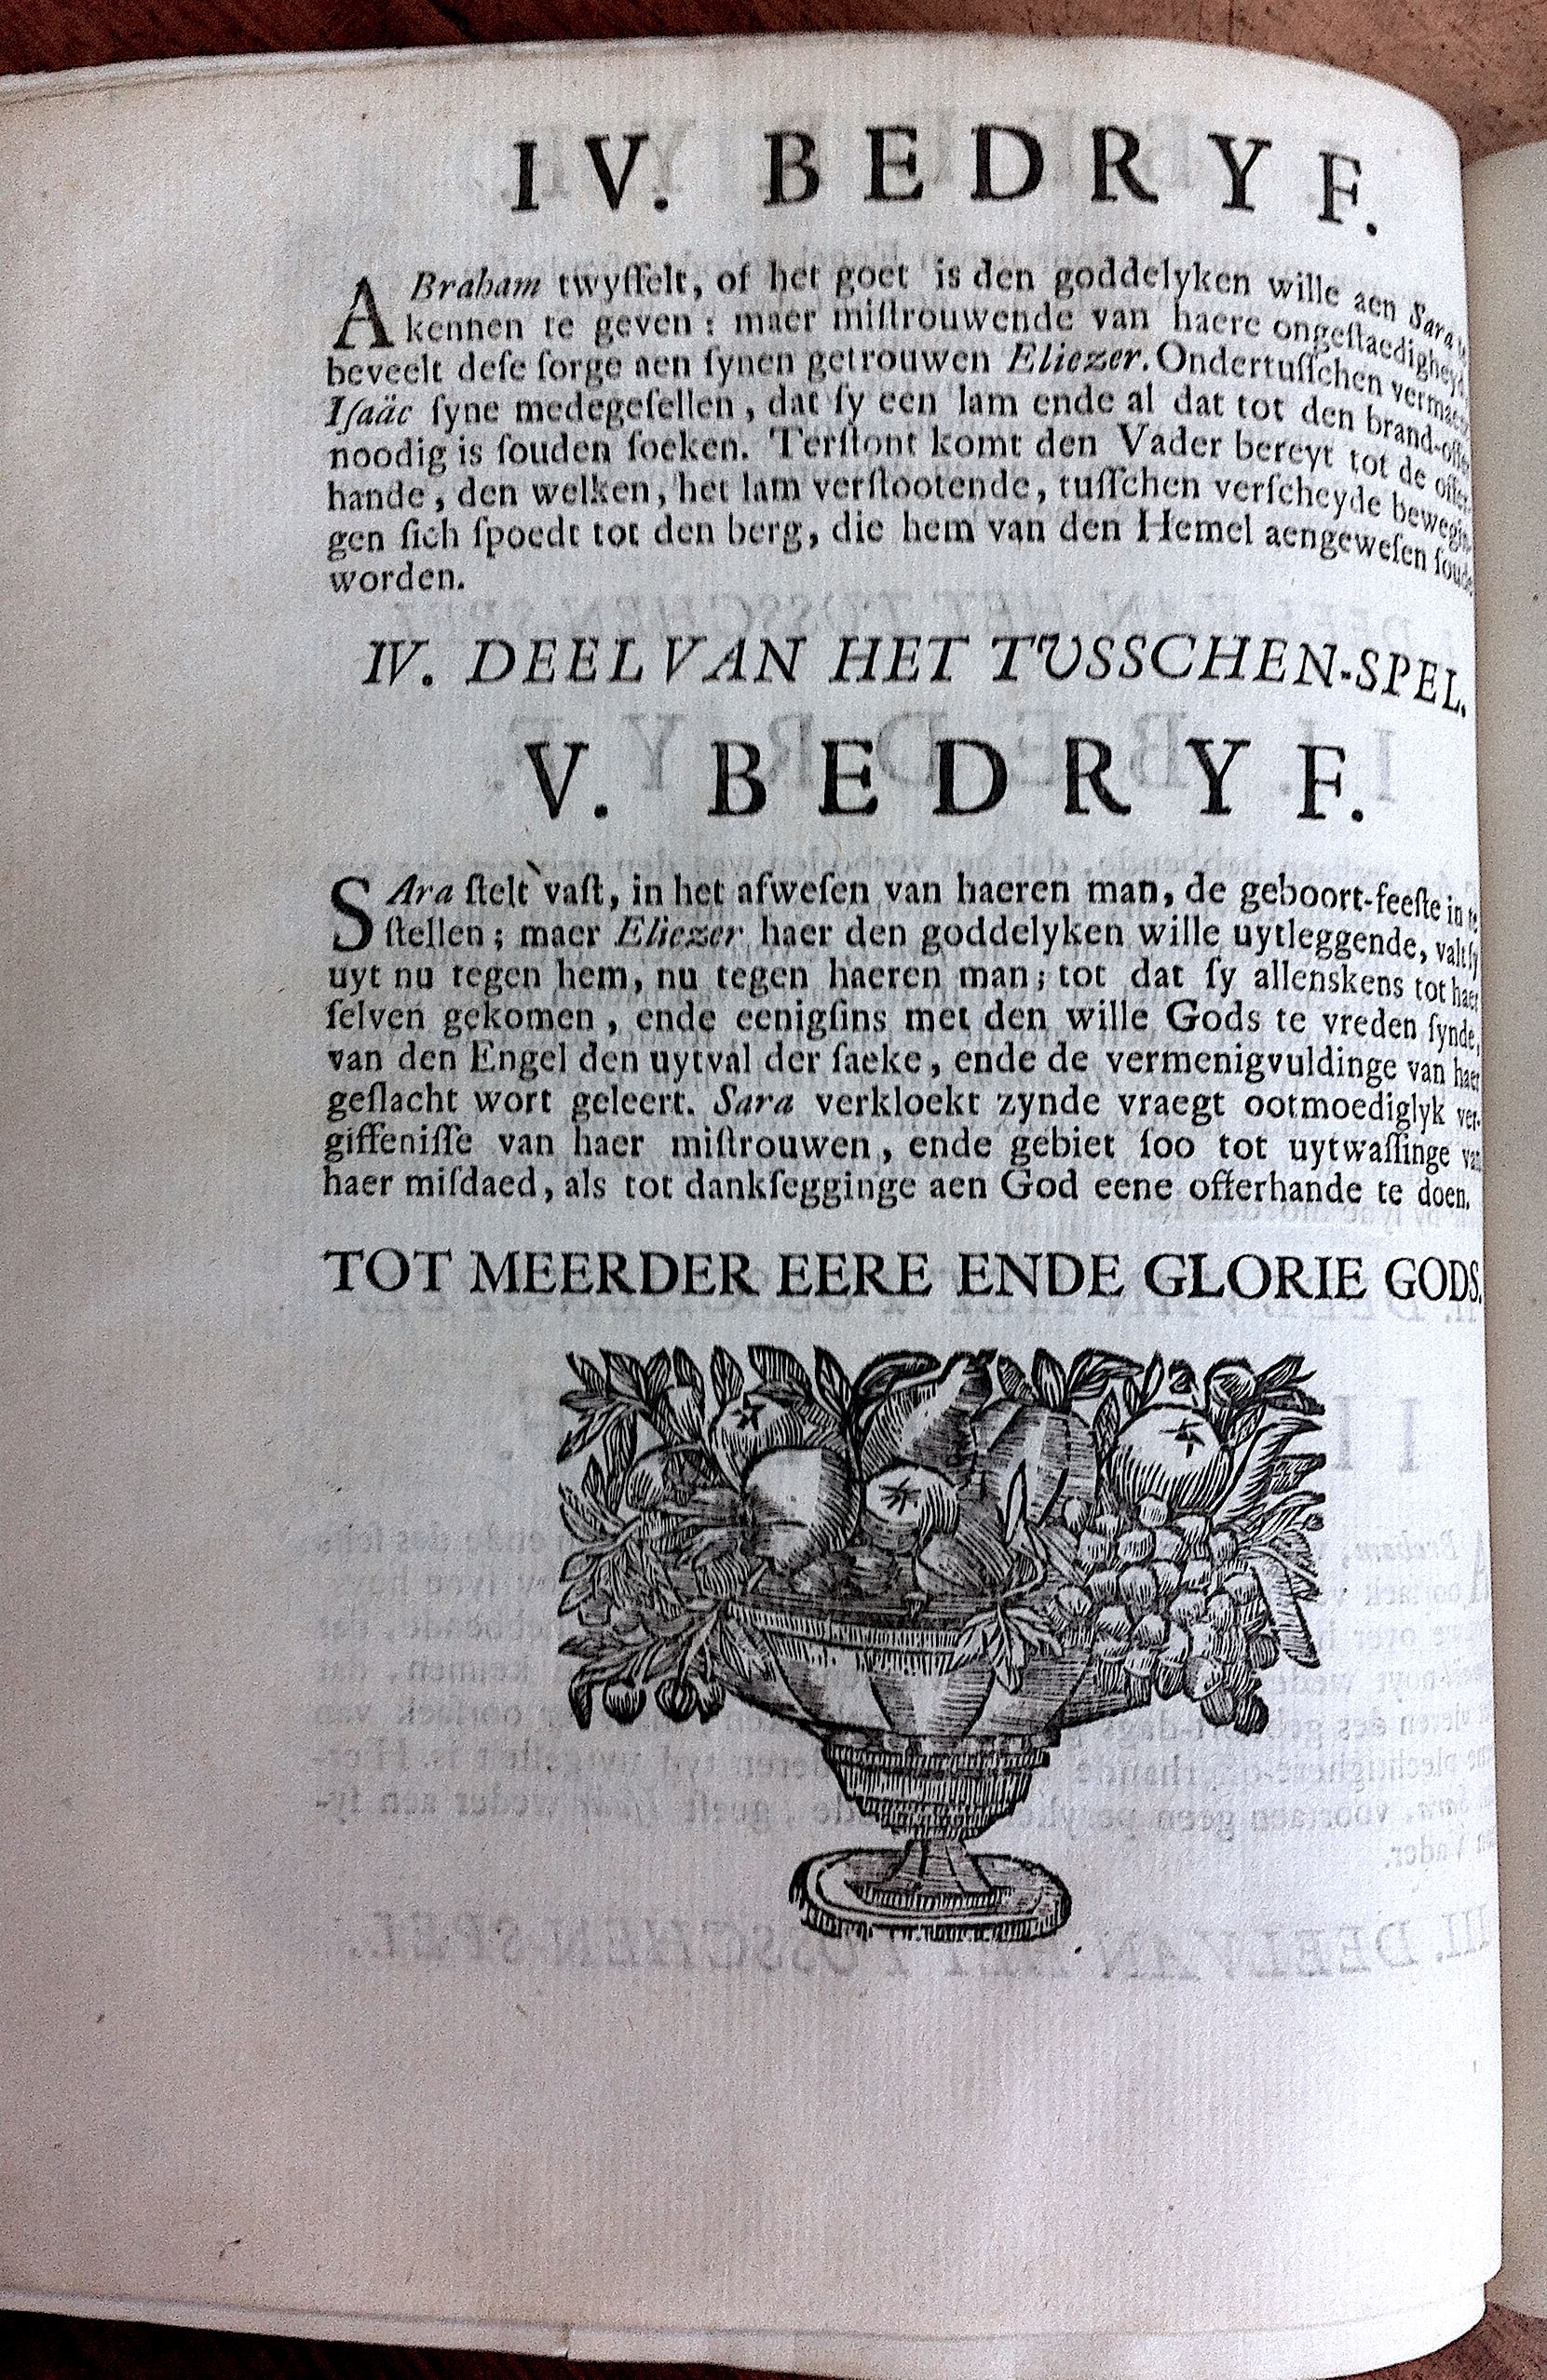 IV. BEDRYF.
ABraham twyffelt, of het goet is den goddelyken wille aen Sara
kennen te geven : maer miſtrouwende van haere ongeſtaedigheyd
beveelt deſe ſorge aen ſynen getrouwen Eliezer. Ondertuſſchen
Iſaäc ſyne medegeſellen, dat ſy een lam ende al dat tot den brand-offer
noodig is ſouden ſoeken. Terſtont komt den Vader bereyt tot de offer-
hande, den welken, het lam verſtootende, tuſſchen verſcheyde bewegin-
gen ſich ſpoedt tot den berg, die hem van den Hemel aengeweſen ſoude
worden.
IV. DEEL VAN HET TUSSCHEN-SPEL.
V. BEDRYF.
SAra ſtelt vaſt, in het afweſen van haeren man, de geboort-feeſte in te
ſtellen; maer Eliezer haer den goddelyken wille uytleggende, valt ſy
uyt nu tegen hem, nu tegen haeren man; tot dat ſy allenskens tot haer
ſelven gekomen, ende eenigſins met den wille Gods te vreden ſynde,
van den Engel den uytval der ſaeke, ende de vermenigvuldinge van haer
geſlacht wort geleert. Sara verkloekt zynde vraegt ootmoediglyk ver-
giffeniſſe van haer miſtrouwen, ende gebiet ſoo tot uytwaſſinge van
haer miſdaed, als tot dankſegginge aen God eene offerhande te doen.
TOT MEERDER EERE ENDE GLORIE GODS.